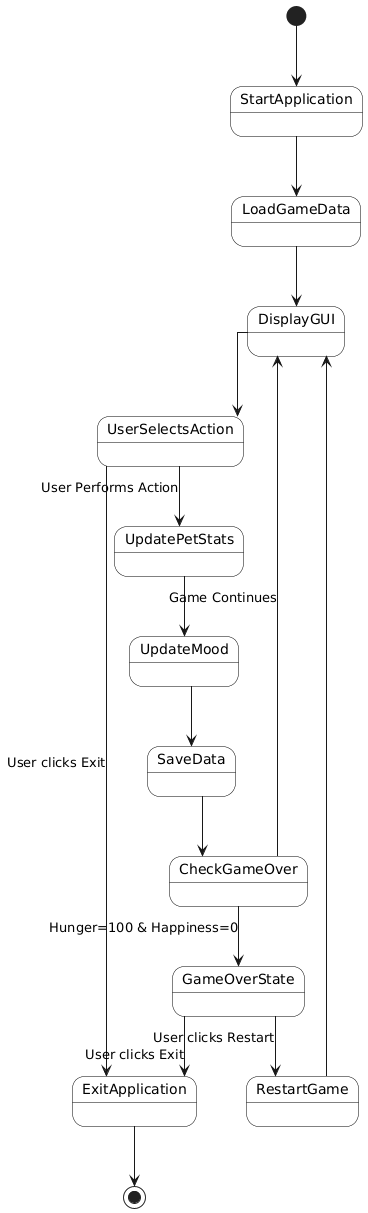 StartApplication
LoadGameData
DisplayGUI
UserSelectsAction
User Performs Action
UpdatePetStats
Game Continues
UpdateMood
User clicks Exit
SaveData
CheckGameOver
Hunger=100 & Happiness=0
GameOverState
User clicks Restart
User clicks Exit
ExitApplication
RestartGame